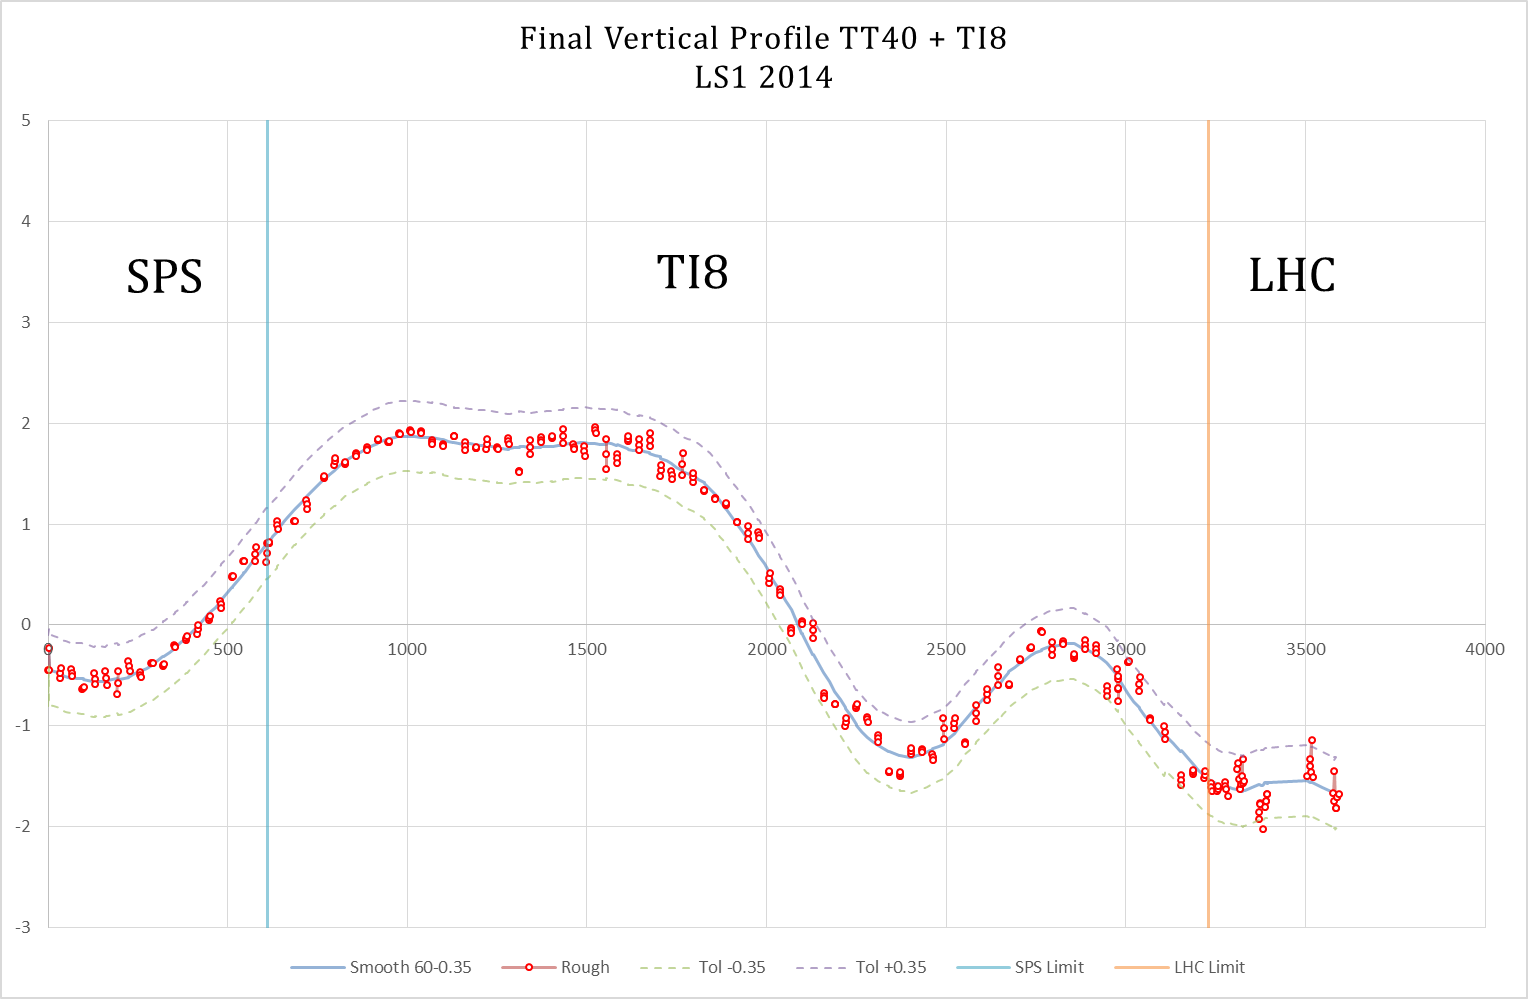 Final Vertical Profile TT40 + TI8
LS1 2014
5
4
3
2
1
0
-1
-2
-3
SPS
TI8
LHC
0 500 1000 1500 2000 2500 3000 3500 4000
Smooth 60-0.35 Rough Tol -0.35 Tol +0.35 SPS Limit LHC Limit